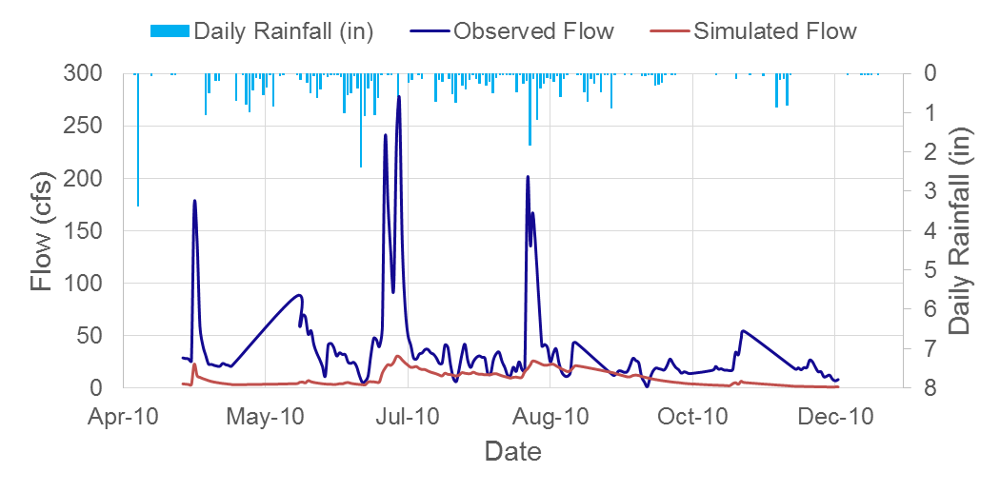 Daily Rainfall (in) Observed Flow Simulated Flow
300 0
250 1
200 2
150 3
100 4
50 5
0 6
7
8
Flow (cfs)
Daily Rainfall (in)
Apr-10 May-10 Jul-10 Aug-10 Oct-10 Dec-10
Date